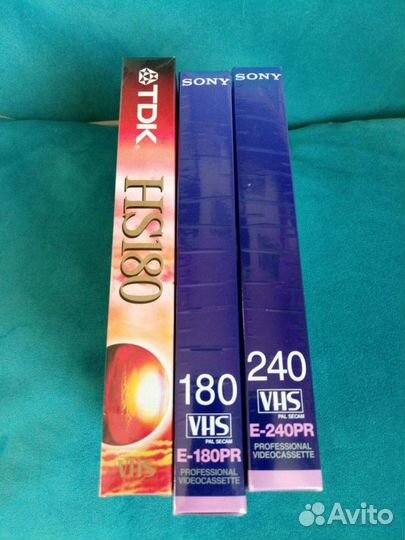 TDK
HS180
VHS
SONY
180
VHS
PAL SECAM
E-180PR
PROFESSIONAL
VIDEOCASSETTE
SONY
240
VHS
PAL SECAM
E-240PR
PROFESSIONAL
VIDEOCASSETTE
Avito